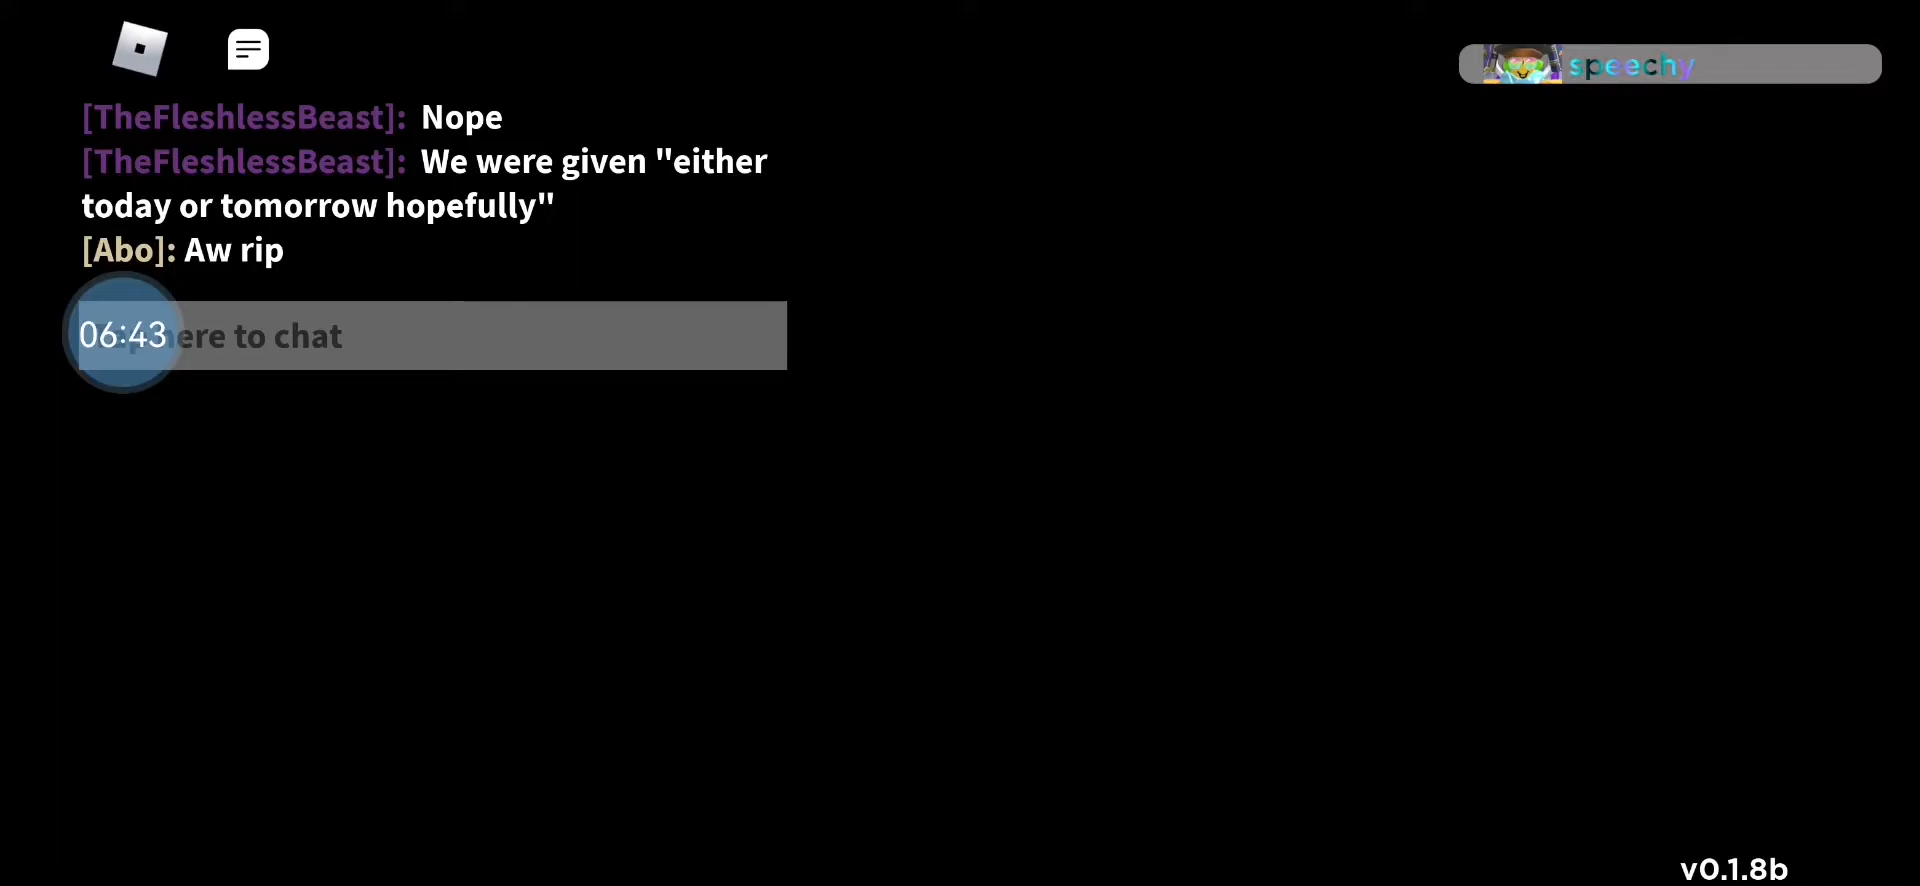 speechy
[TheFleshlessBeast]: Nope
[TheFleshlessBeast]: We were given "either
today or tomorrow hopefully"
[Abo]: Aw rip
06:43
here to chat
v0.1.8b